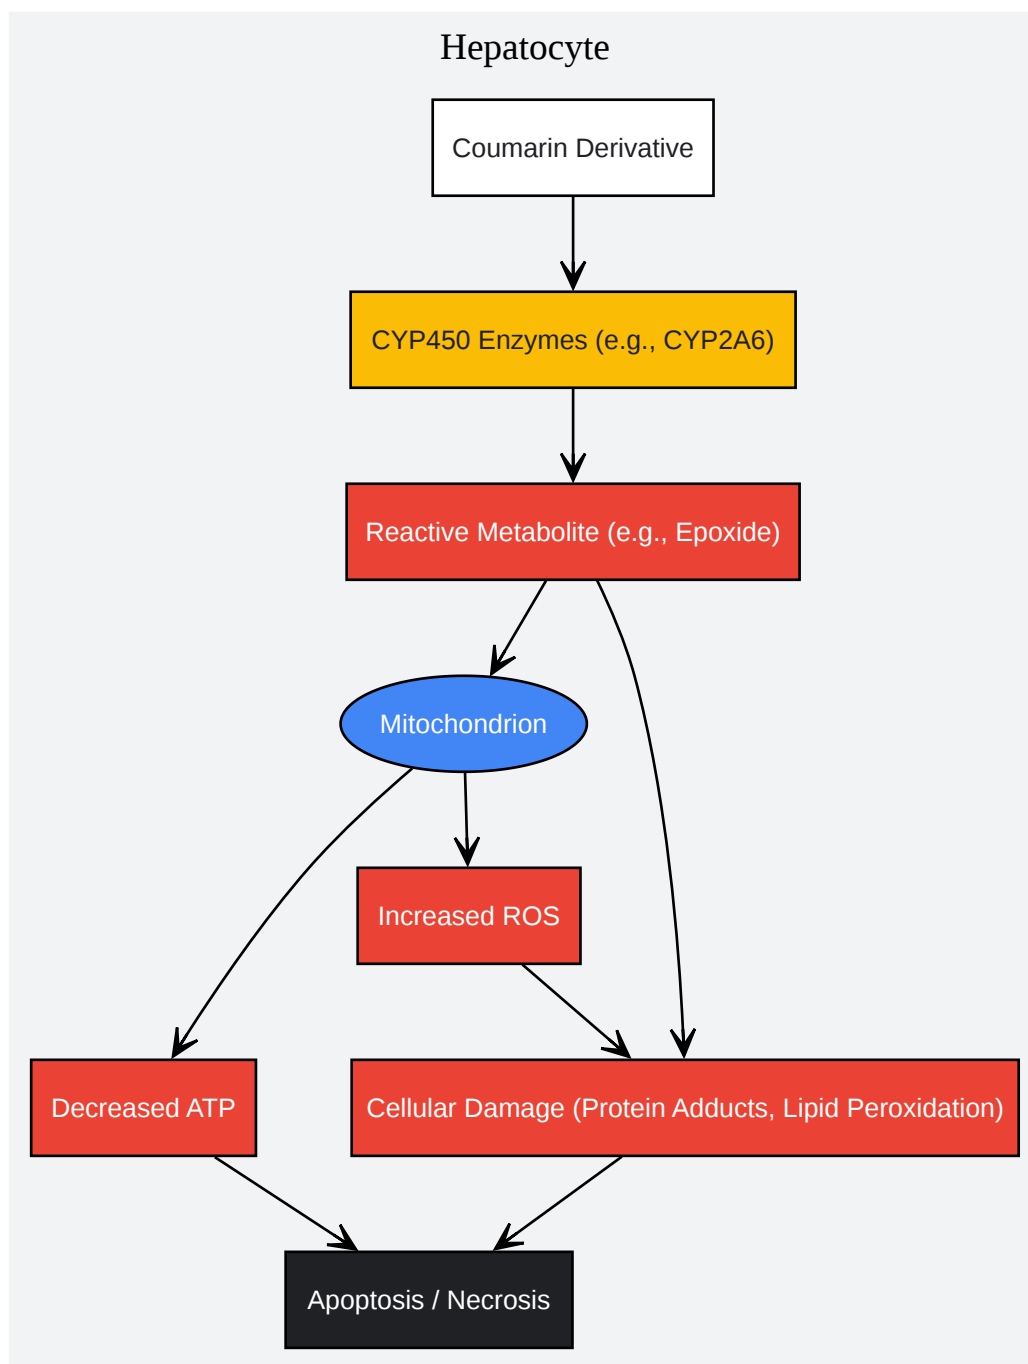 Hepatocyte
Coumarin Derivative
CYP450 Enzymes (e.g., CYP2A6)
Reactive Metabolite (e.g., Epoxide)
Mitochondrion
Increased ROS
Decreased ATP
Cellular Damage (Protein Adducts, Lipid Peroxidation)
Apoptosis / Necrosis